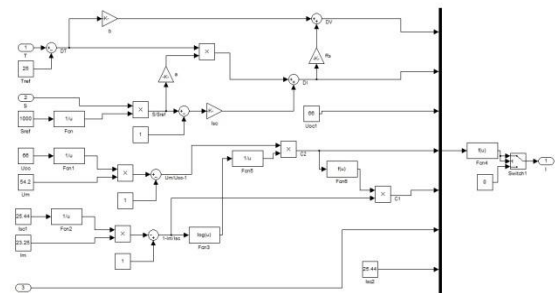 -K-
b
DV
1
T
DT
25
Tref
×
-K-
Rs
-K-
a
DI
2
S
1000
Sref
1/u
Fcn
×
S/Sref
-K-
Isc
1
66
Uoc1
66
Uoc
1/u
Fcn1
54.2
Um
×
1
Um/Uoc-1
1/u
Fcn5
×
C2
f(u)
Fcn6
×
C1
f(u)
Fcn4
0
Switch1
1
I
25.44
Isc1
1/u
Fcn2
23.25
Im
×
1
1-Im/Isc
log(u)
Fcn3
25.44
Isc2
3